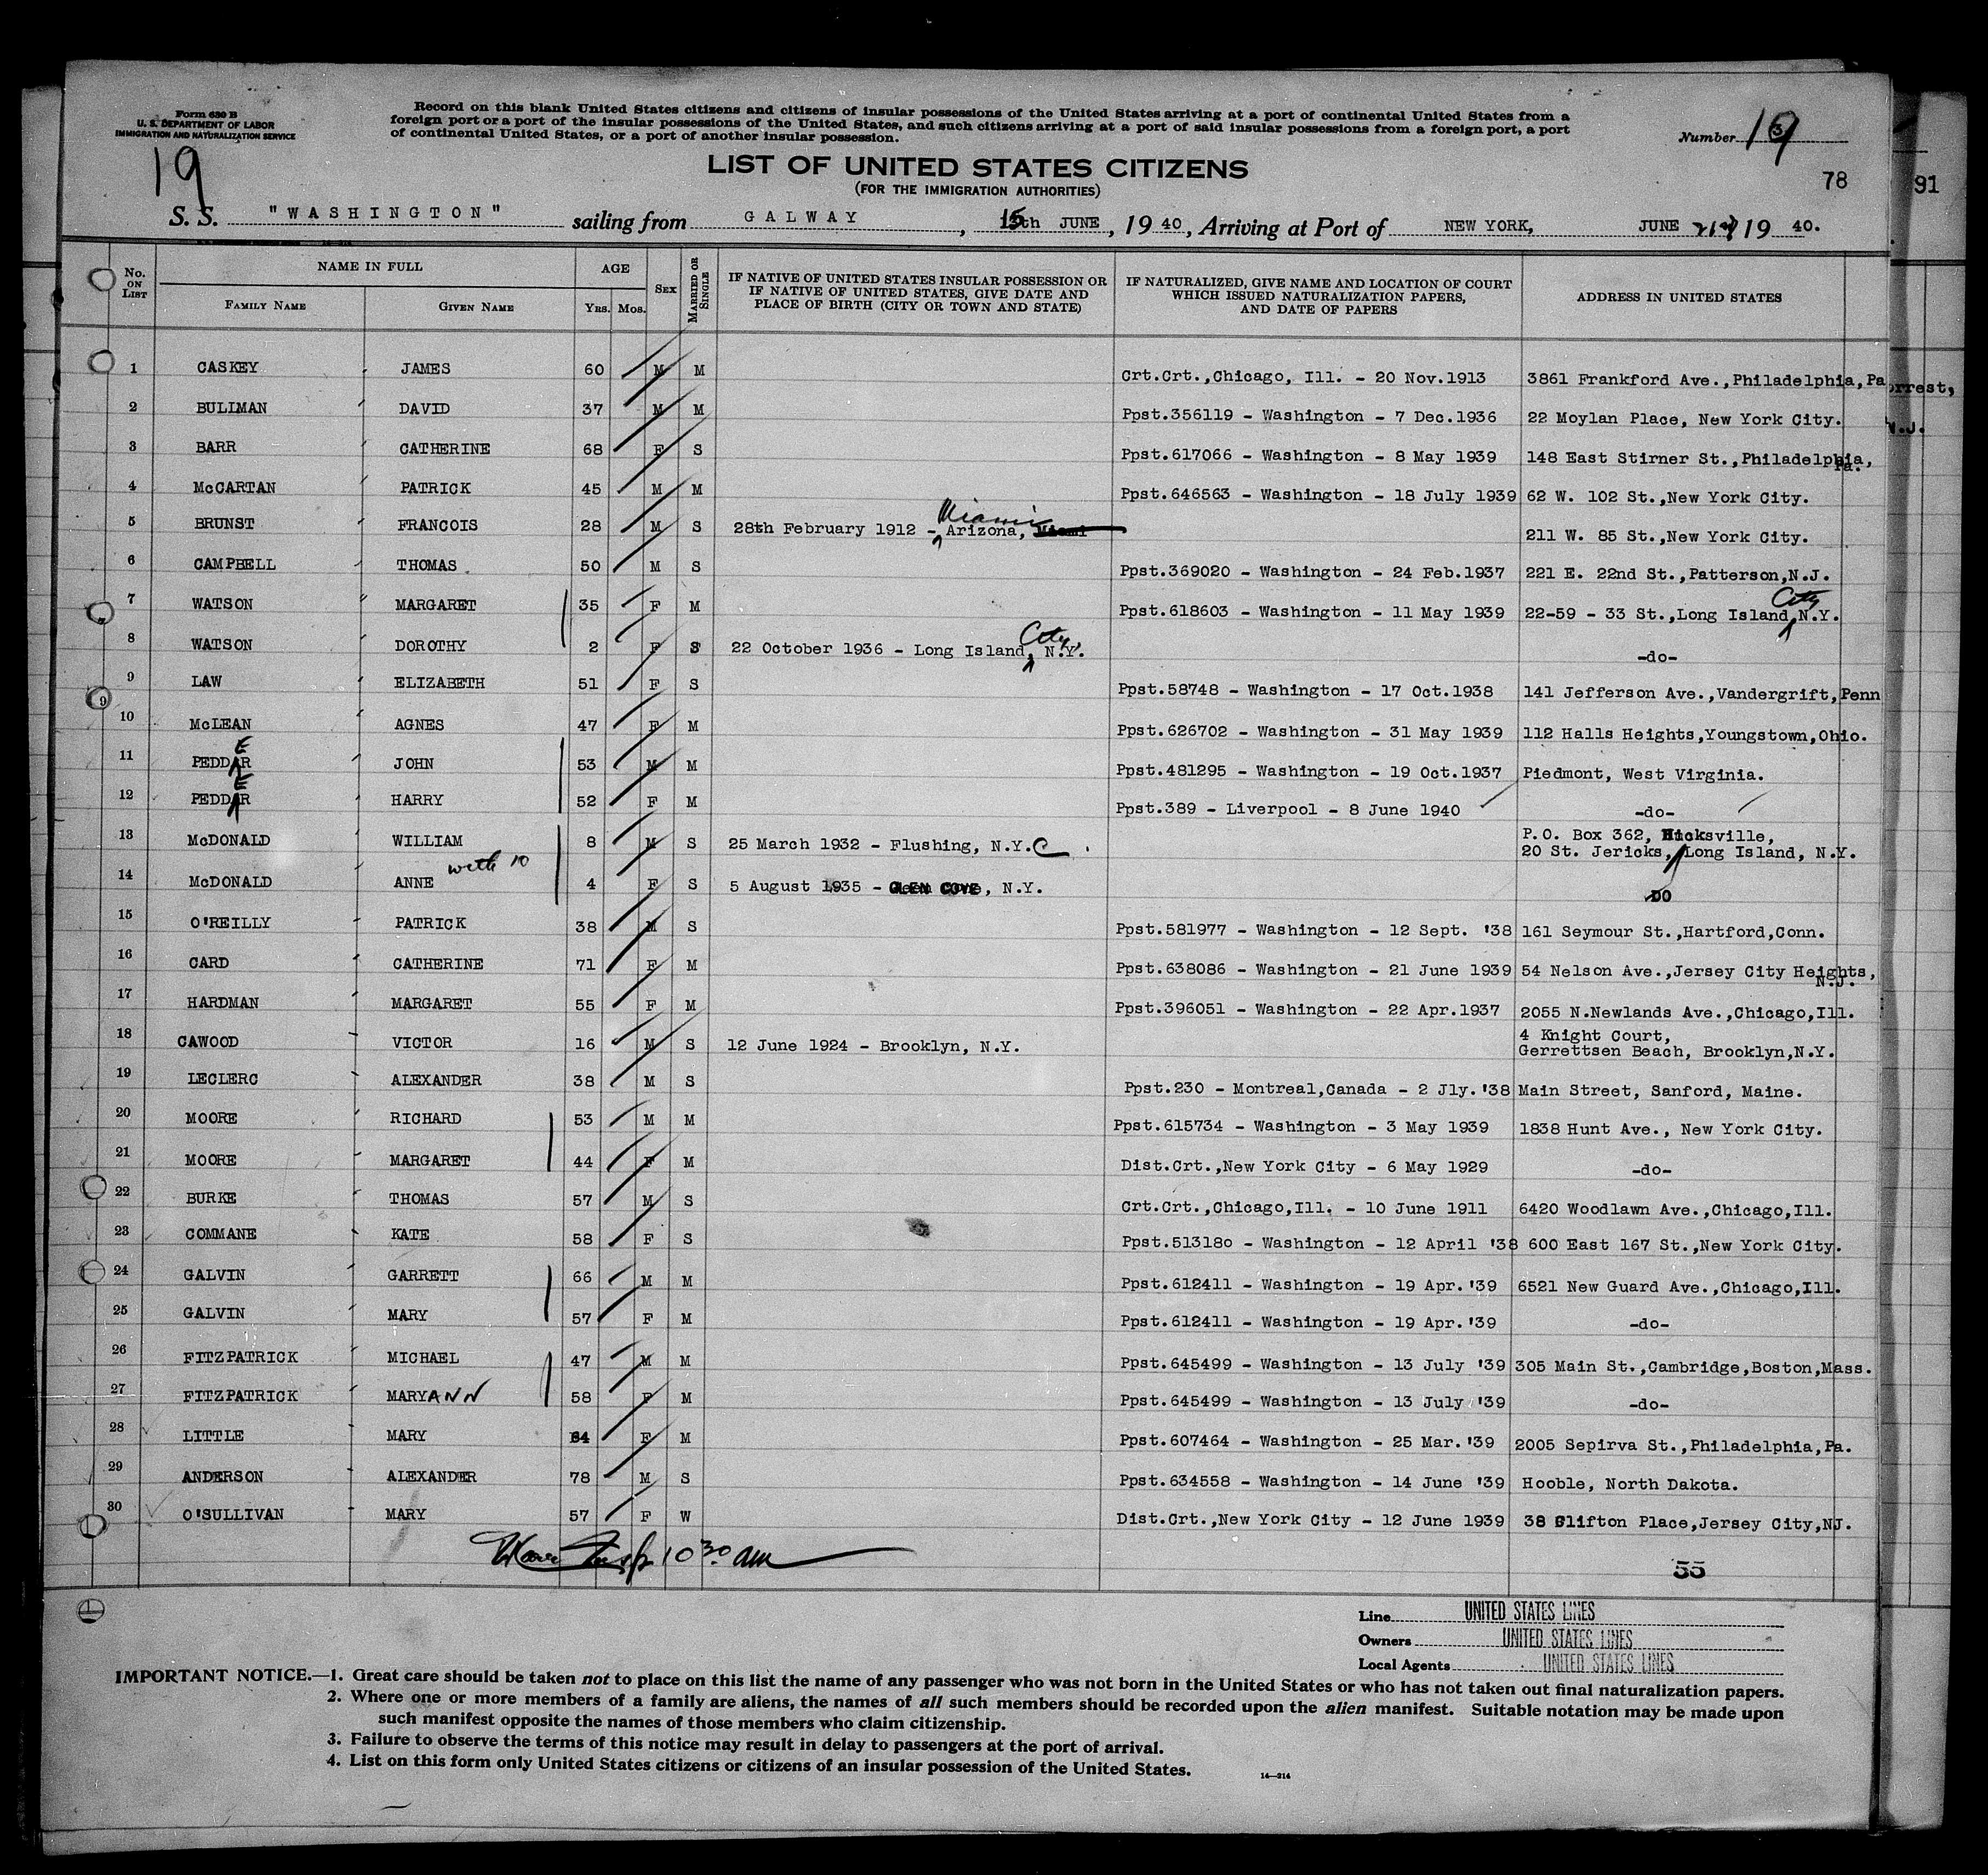 Form 630 B
U. S. DEPARTMENT OF LABOR
IMMIGRATION AND NATURALIZATION SERVICE
Record on this blank United States citizens and citizens of insular possessions of the United States arriving at a port of continental United States from a
foreign port or a port of the insular possessions of the United States, and such citizens arriving at a port of said insular possessions from a foreign port, a port
of continental United States, or a port of another insular possession.
Number 19
19
LIST OF UNITED STATES CITIZENS
(FOR THE IMMIGRATION AUTHORITIES)
78
91
S. S. "WASHINGTON" sailing from GALWAY, 15th JUNE, 19 40, Arriving at Port of NEW YORK, JUNE 21st 19 40.
No. on List
NAME IN FULL
Family Name
Given Name
AGE
Yrs. Mos.
Sex
Married or Single
IF NATIVE OF UNITED STATES INSULAR POSSESSION OR
IF NATIVE OF UNITED STATES, GIVE DATE AND
PLACE OF BIRTH (CITY OR TOWN AND STATE)
IF NATURALIZED, GIVE NAME AND LOCATION OF COURT
WHICH ISSUED NATURALIZATION PAPERS,
AND DATE OF PAPERS
ADDRESS IN UNITED STATES
1 CASKEY JAMES 60 M M Crt.Crt.,Chicago, Ill. - 20 Nov.1913 3861 Frankford Ave.,Philadelphia,Pa
2 BULIMAN DAVID 37 M M Ppst.356119 - Washington - 7 Dec.1936 22 Moylan Place, New York City.
3 BARR CATHERINE 68 F S Ppst.617066 - Washington - 8 May 1939 148 East Stirner St.,Philadelphia, Pa.
4 McCARTAN PATRICK 45 M M Ppst.646563 - Washington - 18 July 1939 62 W. 102 St.,New York City.
5 BRUNST FRANCOIS 28 M S 28th February 1912 - Miami Arizona, Miami 211 W. 85 St.,New York City.
6 CAMPBELL THOMAS 50 M S Ppst.369020 - Washington - 24 Feb.1937 221 E. 22nd St.,Patterson,N.J.
7 WATSON MARGARET 35 F M Ppst.618603 - Washington - 11 May 1939 22-59 - 33 St.,Long Island City N.Y.
8 WATSON DOROTHY 2 F S 22 October 1936 - Long Island City, N.Y. -do-
9 LAW ELIZABETH 51 F S Ppst.58748 - Washington - 17 Oct.1938 141 Jefferson Ave.,Vandergrift,Penn
10 McLEAN AGNES 47 F M Ppst.626702 - Washington - 31 May 1939 112 Halls Heights,Youngstown,Ohio.
11 PEDDAR E JOHN 53 M M Ppst.481295 - Washington - 19 Oct.1937 Piedmont, West Virginia.
12 PEDDAR E HARRY 52 F M Ppst.389 - Liverpool - 8 June 1940 -do-
13 McDONALD WILLIAM 8 M S 25 March 1932 - Flushing, N.Y.C. P.O. Box 362, Hicksville,
20 St. Jericks, Long Island, N.Y.
with 10
14 McDONALD ANNE 4 F S 5 August 1935 - GLEN COVE, N.Y. DO
15 O'REILLY PATRICK 38 M S Ppst.581977 - Washington - 12 Sept. '38 161 Seymour St.,Hartford,Conn.
16 CARD CATHERINE 71 F M Ppst.638086 - Washington - 21 June 1939 54 Nelson Ave.,Jersey City Heights, N.J.
17 HARDMAN MARGARET 55 F M Ppst.396051 - Washington - 22 Apr.1937 2055 N.Newlands Ave.,Chicago,Ill.
18 CAWOOD VICTOR 16 M S 12 June 1924 - Brooklyn, N.Y. 4 Knight Court,
Gerrettsen Beach, Brooklyn,N.Y.
19 LECLERC ALEXANDER 38 M S Ppst.230 - Montreal,Canada - 2 Jly.'38 Main Street, Sanford, Maine.
20 MOORE RICHARD 53 M M Ppst.615734 - Washington - 3 May 1939 1838 Hunt Ave., New York City.
21 MOORE MARGARET 44 F M Dist.Crt.,New York City - 6 May 1929 -do-
22 BURKE THOMAS 57 M S Crt.Crt.,Chicago,Ill. - 10 June 1911 6420 Woodlawn Ave.,Chicago,Ill.
23 COMMANE KATE 58 F S Ppst.513180 - Washington - 12 April '38 600 East 167 St.,New York City.
24 GALVIN GARRETT 66 M M Ppst.612411 - Washington - 19 Apr.'39 6521 New Guard Ave.,Chicago,Ill.
25 GALVIN MARY 57 F M Ppst.612411 - Washington - 19 Apr.'39 -do-
26 FITZPATRICK MICHAEL 47 M M Ppst.645499 - Washington - 13 July '39 305 Main St.,Cambridge,Boston,Mass.
27 FITZPATRICK MARY ANN 58 F M Ppst.645499 - Washington - 13 July '39 -do-
28 LITTLE MARY 64 F M Ppst.607464 - Washington - 25 Mar.'39 2005 Sepirva St.,Philadelphia,Pa.
29 ANDERSON ALEXANDER 78 M S Ppst.634558 - Washington - 14 June '39 Hooble, North Dakota.
30 O'SULLIVAN MARY 57 F W Dist.Crt.,New York City - 12 June 1939 38 Clifton Place,Jersey City,NJ.
10 30 am
55
Line UNITED STATES LINES
Owners UNITED STATES LINES
Local Agents UNITED STATES LINES
IMPORTANT NOTICE.—1. Great care should be taken not to place on this list the name of any passenger who was not born in the United States or who has not taken out final naturalization papers.
2. Where one or more members of a family are aliens, the names of all such members should be recorded upon the alien manifest. Suitable notation may be made upon
such manifest opposite the names of those members who claim citizenship.
3. Failure to observe the terms of this notice may result in delay to passengers at the port of arrival.
4. List on this form only United States citizens or citizens of an insular possession of the United States.
14—214